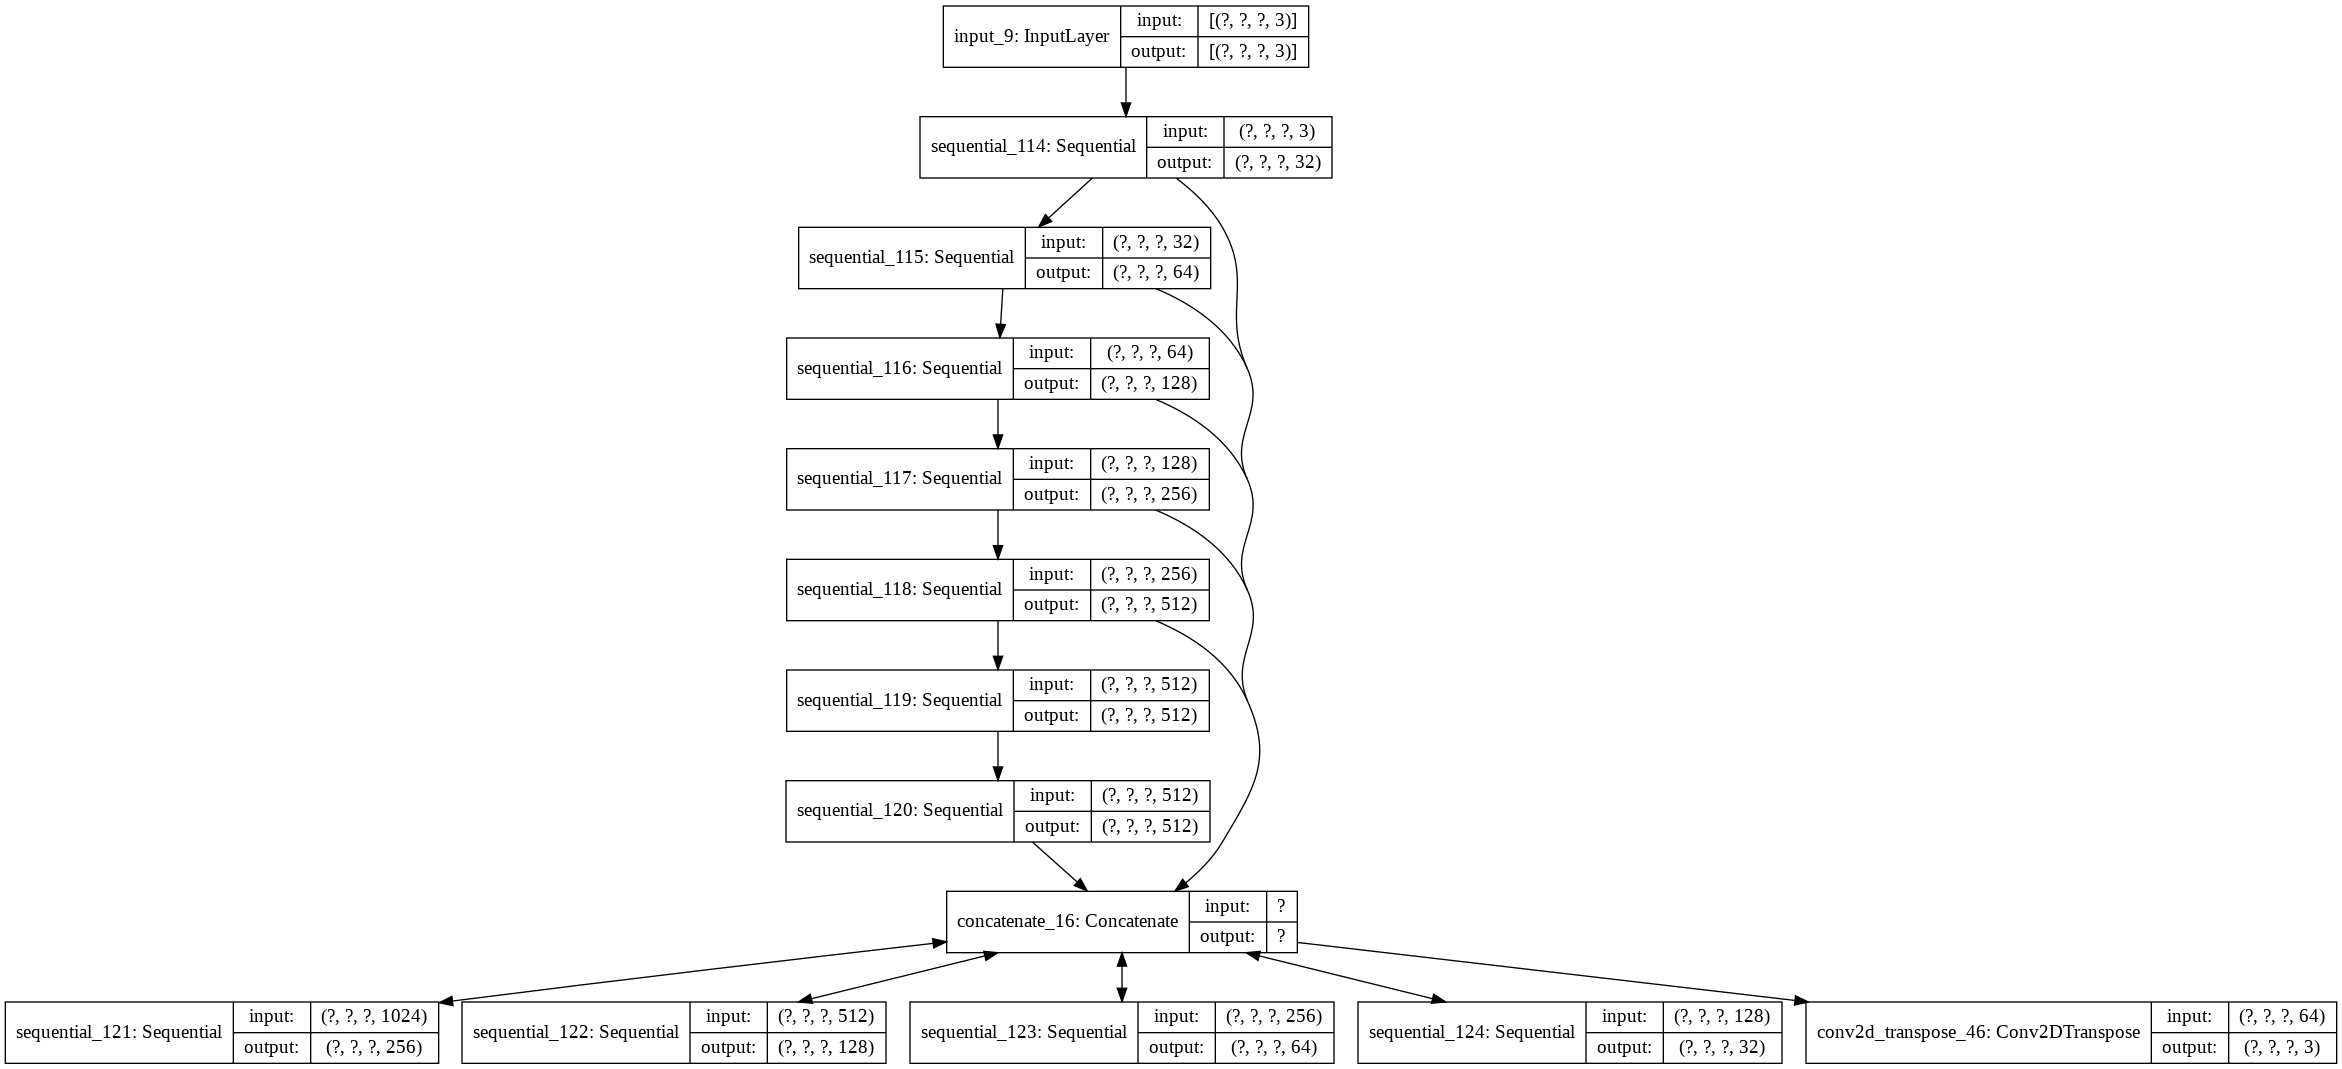 input_9: InputLayer
input: [(?, ?, ?, 3)]
output: [(?, ?, ?, 3)]
sequential_114: Sequential
input: (?, ?, ?, 3)
output: (?, ?, ?, 32)
sequential_115: Sequential
input: (?, ?, ?, 32)
output: (?, ?, ?, 64)
sequential_116: Sequential
input: (?, ?, ?, 64)
output: (?, ?, ?, 128)
sequential_117: Sequential
input: (?, ?, ?, 128)
output: (?, ?, ?, 256)
sequential_118: Sequential
input: (?, ?, ?, 256)
output: (?, ?, ?, 512)
sequential_119: Sequential
input: (?, ?, ?, 512)
output: (?, ?, ?, 512)
sequential_120: Sequential
input: (?, ?, ?, 512)
output: (?, ?, ?, 512)
concatenate_16: Concatenate
input: ?
output: ?
sequential_121: Sequential
input: (?, ?, ?, 1024)
output: (?, ?, ?, 256)
sequential_122: Sequential
input: (?, ?, ?, 512)
output: (?, ?, ?, 128)
sequential_123: Sequential
input: (?, ?, ?, 256)
output: (?, ?, ?, 64)
sequential_124: Sequential
input: (?, ?, ?, 128)
output: (?, ?, ?, 32)
conv2d_transpose_46: Conv2DTranspose
input: (?, ?, ?, 64)
output: (?, ?, ?, 3)